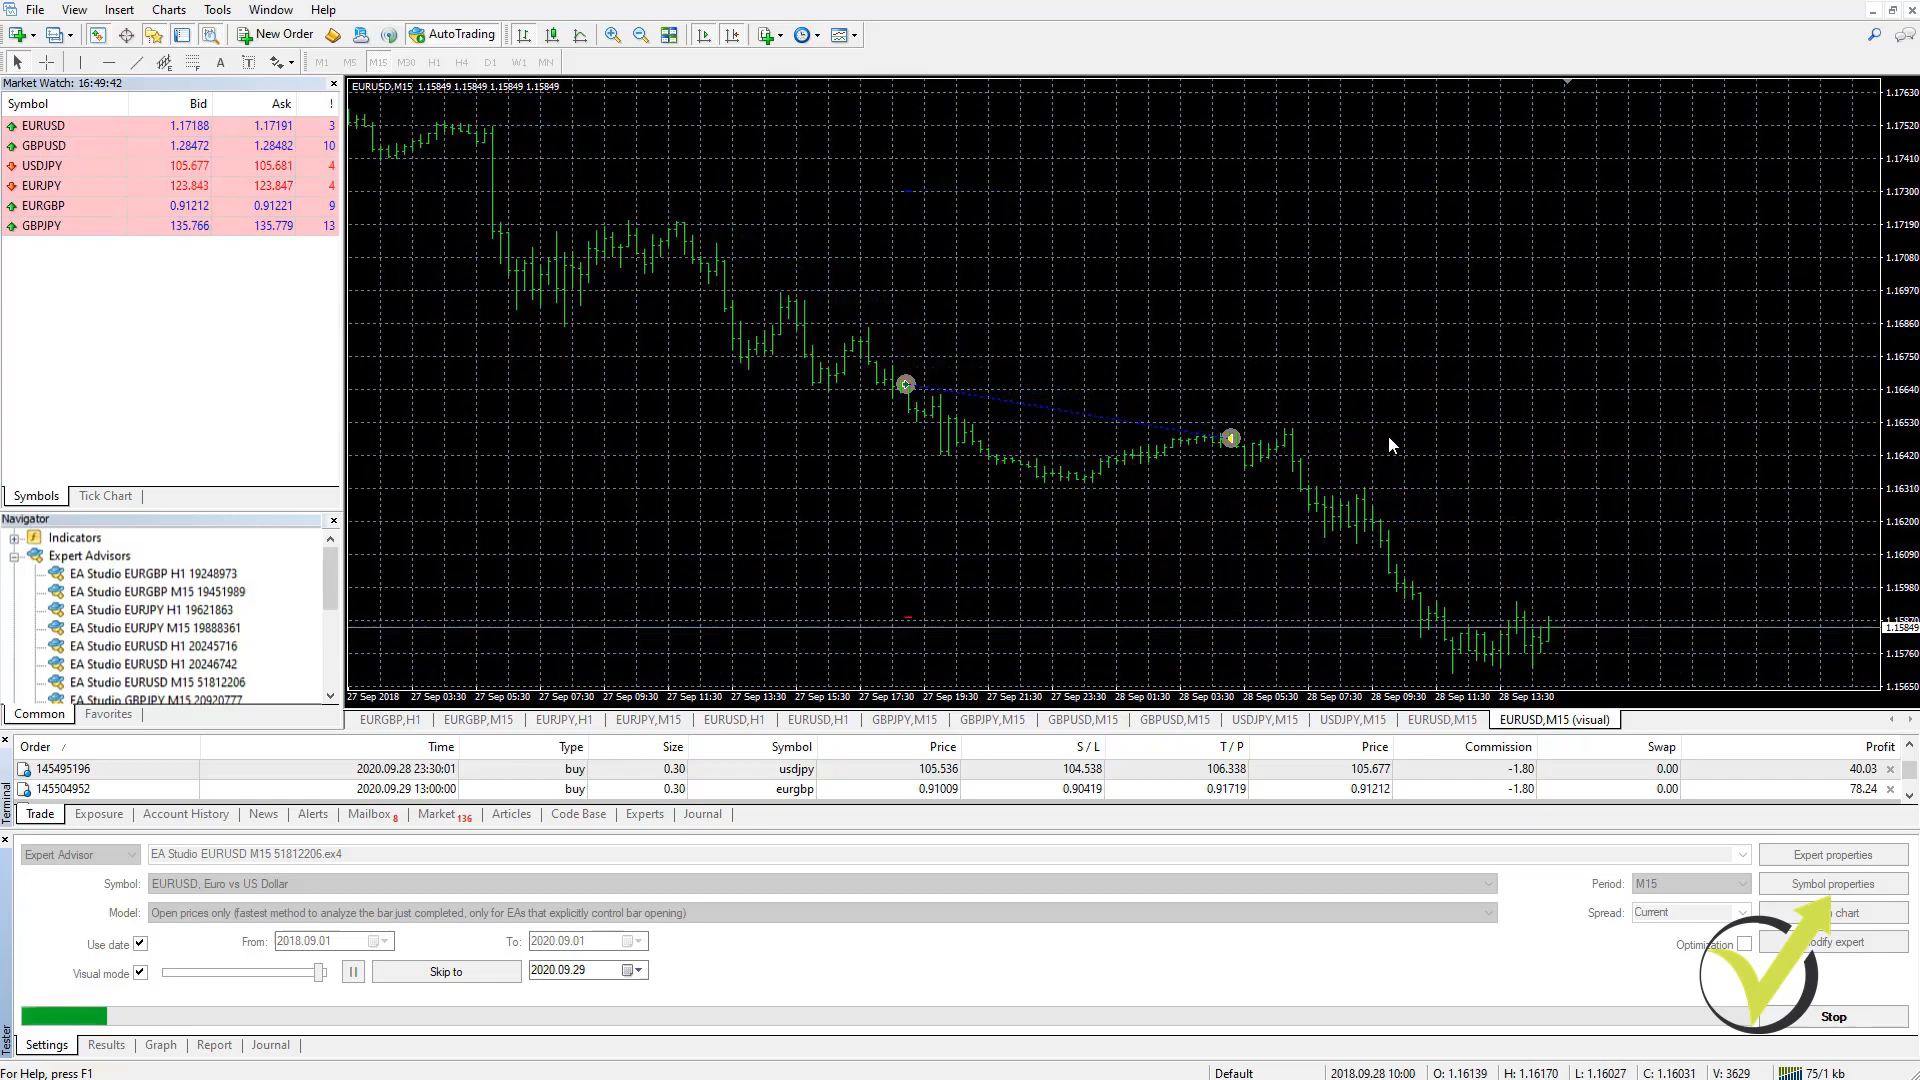 File View Insert Charts Tools Window Help
New Order AutoTrading
M1 M5 M15 M30 H1 H4 D1 W1 MN
Market Watch: 16:49:42
Symbol Bid Ask !
EURUSD 1.17188 1.17191 3
GBPUSD 1.28472 1.28482 10
USDJPY 105.677 105.681 4
EURJPY 123.843 123.847 4
EURGBP 0.91212 0.91221 9
GBPJPY 135.766 135.779 13
Symbols Tick Chart
Navigator
Indicators
Expert Advisors
EA Studio EURGBP H1 19248973
EA Studio EURGBP M15 19451989
EA Studio EURJPY H1 19621863
EA Studio EURJPY M15 19888361
EA Studio EURUSD H1 20245716
EA Studio EURUSD H1 20246742
EA Studio EURUSD M15 51812206
EA Studio GBPJPY M15 20920777
Common Favorites
EURUSD,M15 1.15849 1.15849 1.15849 1.15849
1.17630
1.17520
1.17410
1.17300
1.17190
1.17080
1.16970
1.16860
1.16750
1.16640
1.16530
1.16420
1.16310
1.16200
1.16090
1.15980
1.15870
1.15849
1.15760
1.15650
27 Sep 2018 27 Sep 03:30 27 Sep 05:30 27 Sep 07:30 27 Sep 09:30 27 Sep 11:30 27 Sep 13:30 27 Sep 15:30 27 Sep 17:30 27 Sep 19:30 27 Sep 21:30 27 Sep 23:30 28 Sep 01:30 28 Sep 03:30 28 Sep 05:30 28 Sep 07:30 28 Sep 09:30 28 Sep 11:30 28 Sep 13:30
EURGBP,H1 EURGBP,M15 EURJPY,H1 EURJPY,M15 EURUSD,H1 EURUSD,H1 GBPJPY,M15 GBPJPY,M15 GBPUSD,M15 GBPUSD,M15 USDJPY,M15 USDJPY,M15 EURUSD,M15 EURUSD,M15 (visual)
Order / Time Type Size Symbol Price S / L T / P Price Commission Swap Profit
145495196 2020.09.28 23:30:01 buy 0.30 usdjpy 105.536 104.538 106.338 105.677 -1.80 0.00 40.03
145504952 2020.09.29 13:00:00 buy 0.30 eurgbp 0.91009 0.90419 0.91719 0.91212 -1.80 0.00 78.24
Terminal
Trade Exposure Account History News Alerts Mailbox 8 Market 136 Articles Code Base Experts Journal
Expert Advisor EA Studio EURUSD M15 51812206.ex4 Expert properties
Symbol: EURUSD, Euro vs US Dollar Period: M15 Symbol properties
Model: Open prices only (fastest method to analyze the bar just completed, only for EAs that explicitly control bar opening) Spread: Current chart
Use date From: 2018.09.01 To: 2020.09.01 Optimization odify expert
Visual mode Skip to 2020.09.29
Stop
Tester
Settings Results Graph Report Journal
For Help, press F1 Default 2018.09.28 10:00 O: 1.16139 H: 1.16170 L: 1.16027 C: 1.16031 V: 3629 75/1 kb